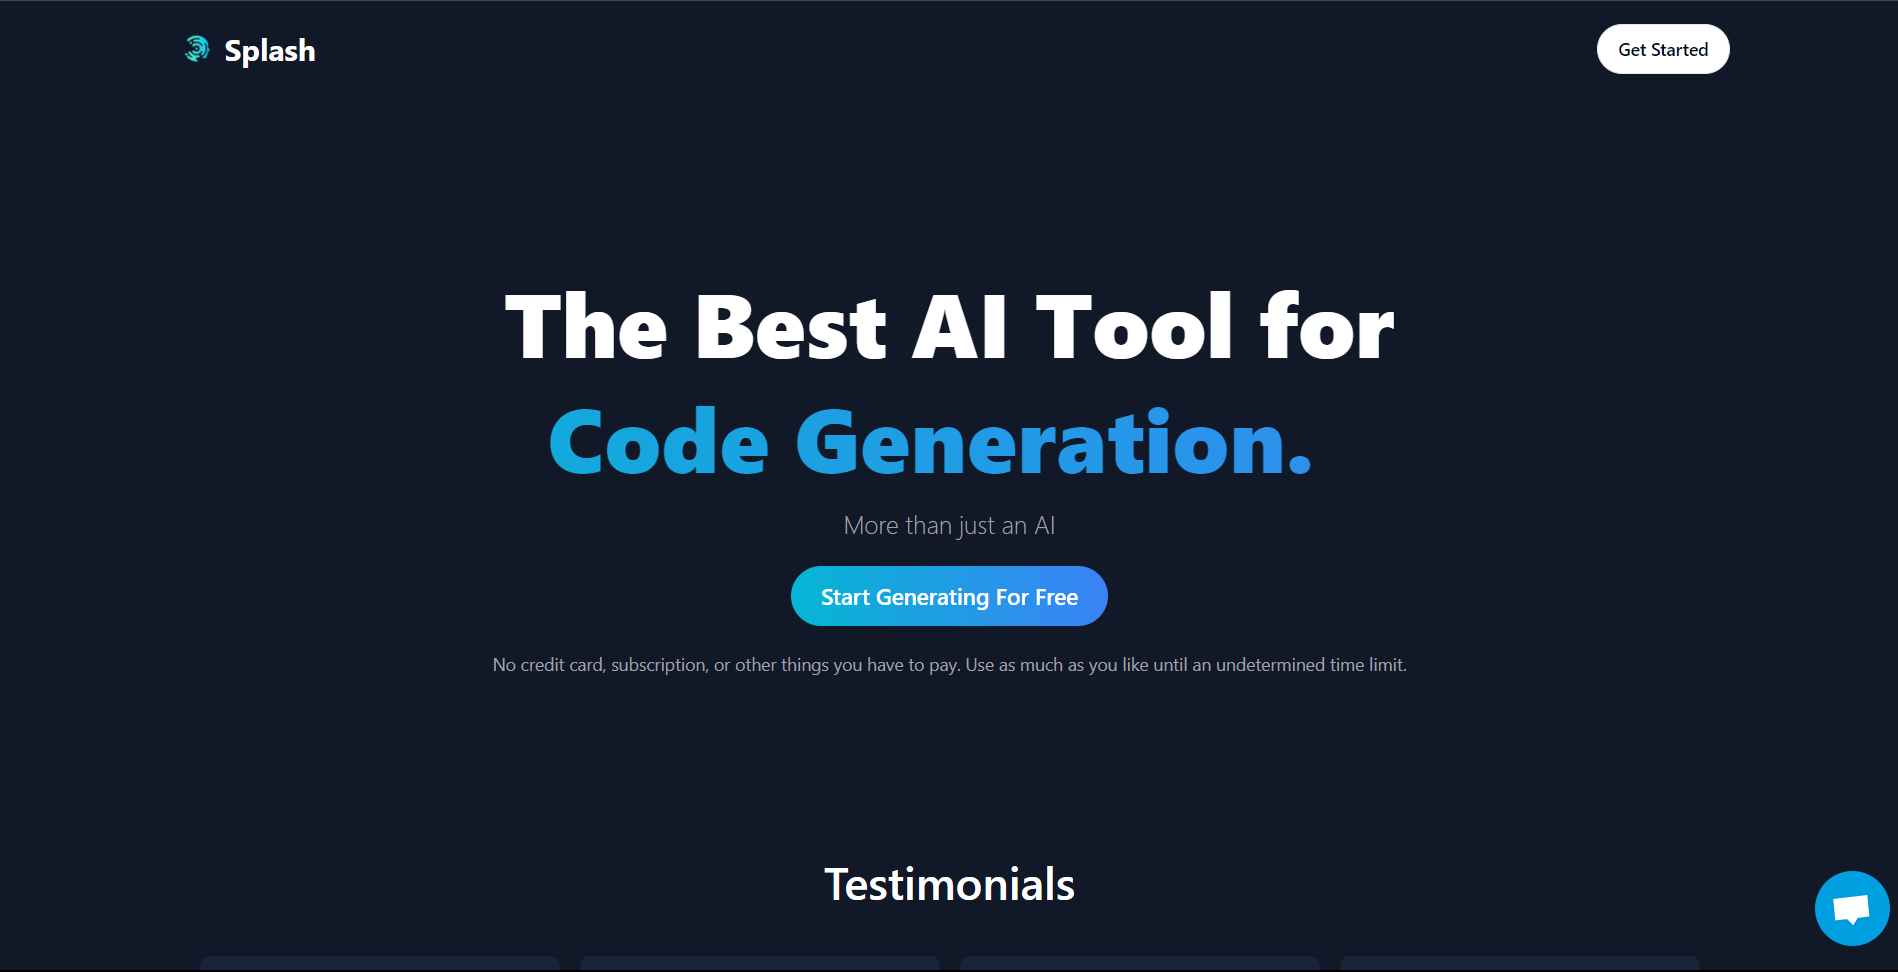 Splash
Get Started
The Best AI Tool for
Code Generation.
More than just an AI
Start Generating For Free
No credit card, subscription, or other things you have to pay. Use as much as you like until an undetermined time limit.
Testimonials